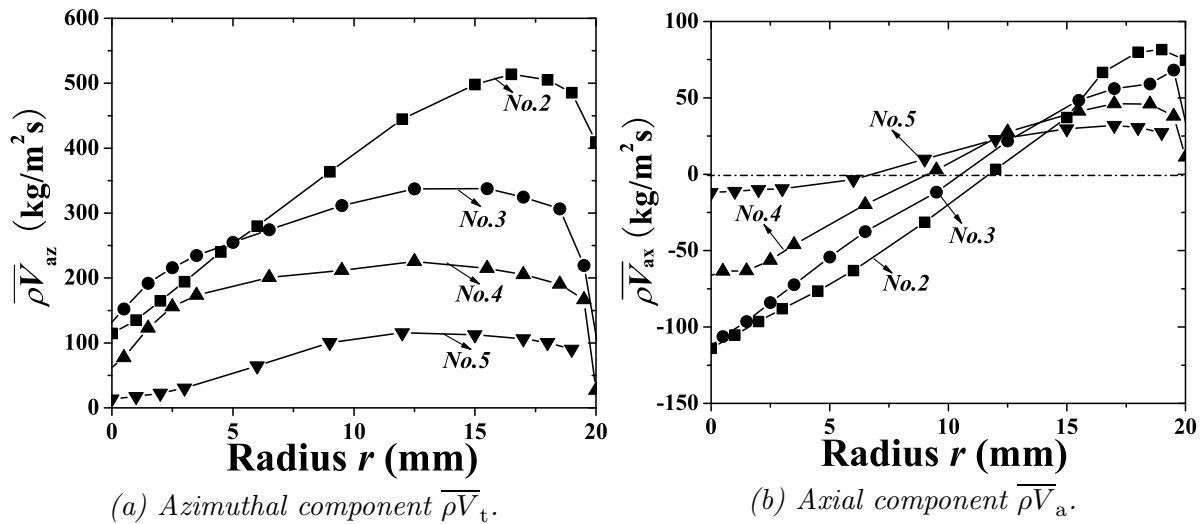 600
500
400
300
200
100
0
0 5 10 15 20
ρV̅ az (kg/m²s)
No.2
No.3
No.4
No.5
Radius r (mm)
(a) Azimuthal component ρV̅ t.
100
50
0
-50
-100
-150
0 5 10 15 20
ρV̅ ax (kg/m²s)
No.5
No.4
No.3
No.2
Radius r (mm)
(b) Axial component ρV̅ a.